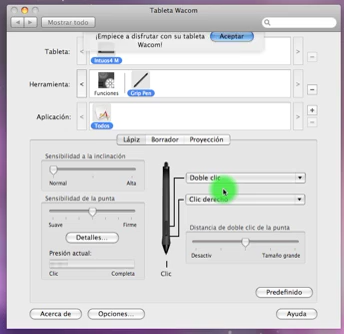 Tableta Wacom
Mostrar todo
¡Empiece a disfrutar con su tableta
Wacom!
Aceptar
Tableta:
Intuos4 M
Herramienta:
Funciones
Grip Pen
Aplicación:
Todos
Lápiz
Borrador
Proyección
Sensibilidad a la inclinación
Normal
Alta
Doble clic
Sensibilidad de la punta
Clic derecho
Suave
Firme
Detalles...
Distancia de doble clic de la punta
Presión actual:
Desactiv
Tamaño grande
Clic
Completa
Clic
Predefinido
Acerca de
Opciones...
Ayuda